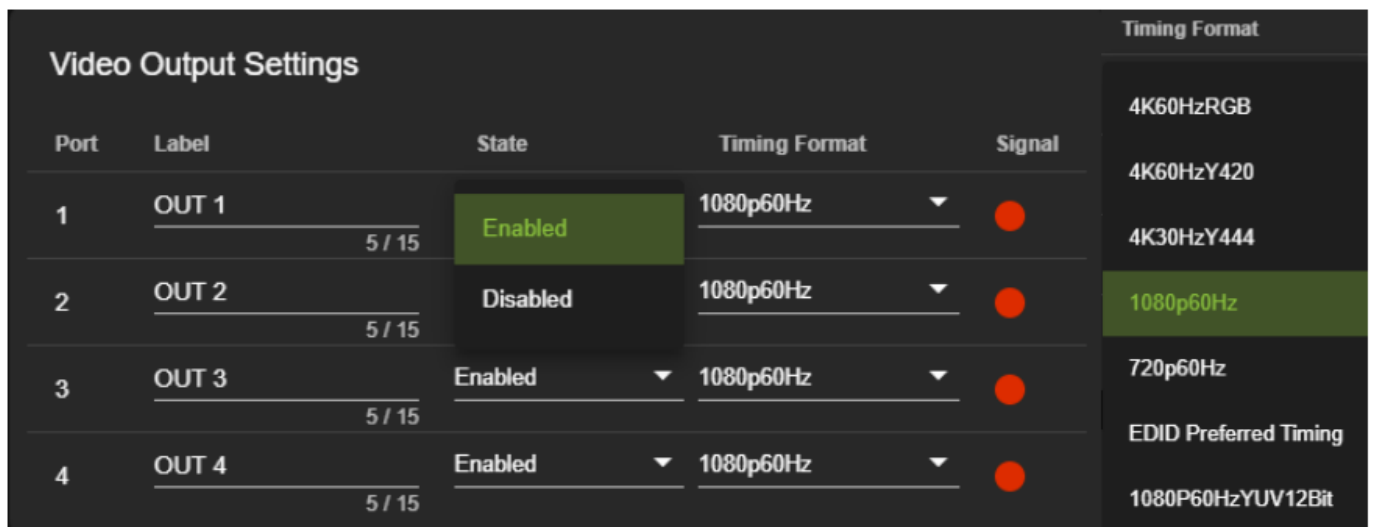 Video Output Settings
Port Label State Timing Format Signal
1 OUT 1 1080p60Hz
5 / 15
Enabled
2 OUT 2 Disabled 1080p60Hz
5 / 15
3 OUT 3 Enabled 1080p60Hz
5 / 15
4 OUT 4 Enabled 1080p60Hz
5 / 15
Timing Format
4K60HzRGB
4K60HzY420
4K30HzY444
1080p60Hz
720p60Hz
EDID Preferred Timing
1080P60HzYUV12Bit